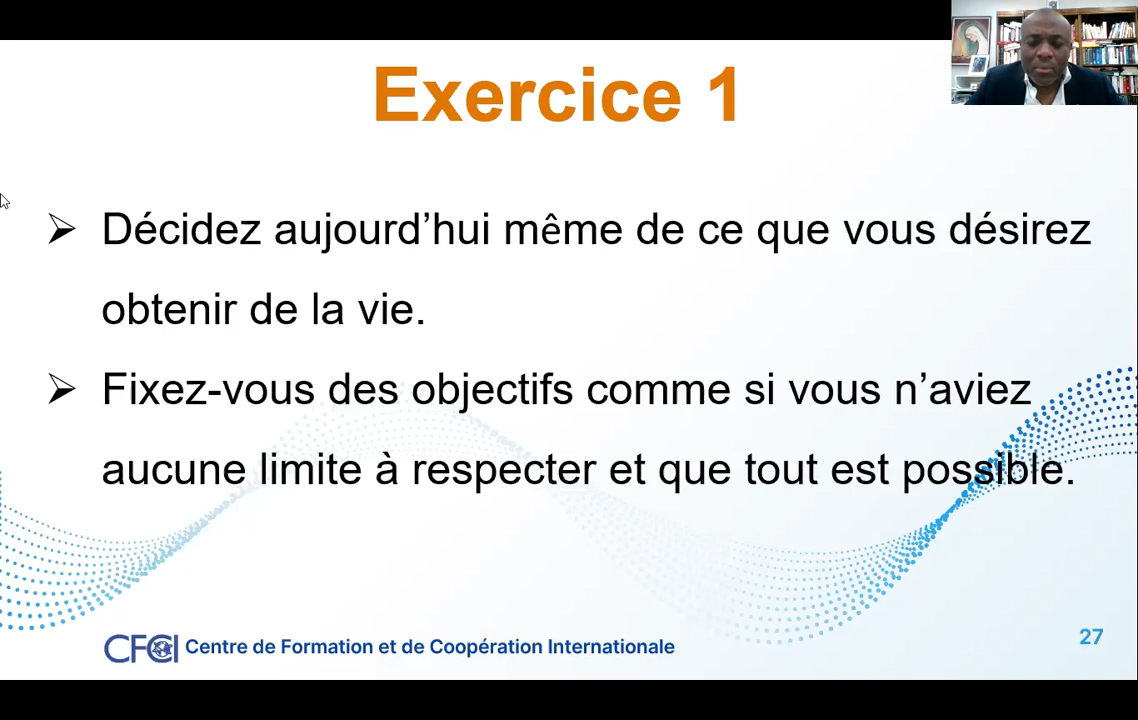 Exercice 1
➢ Décidez aujourd’hui même de ce que vous désirez
obtenir de la vie.
➢ Fixez-vous des objectifs comme si vous n’aviez
aucune limite à respecter et que tout est possible.
CFCI Centre de Formation et de Coopération Internationale
27